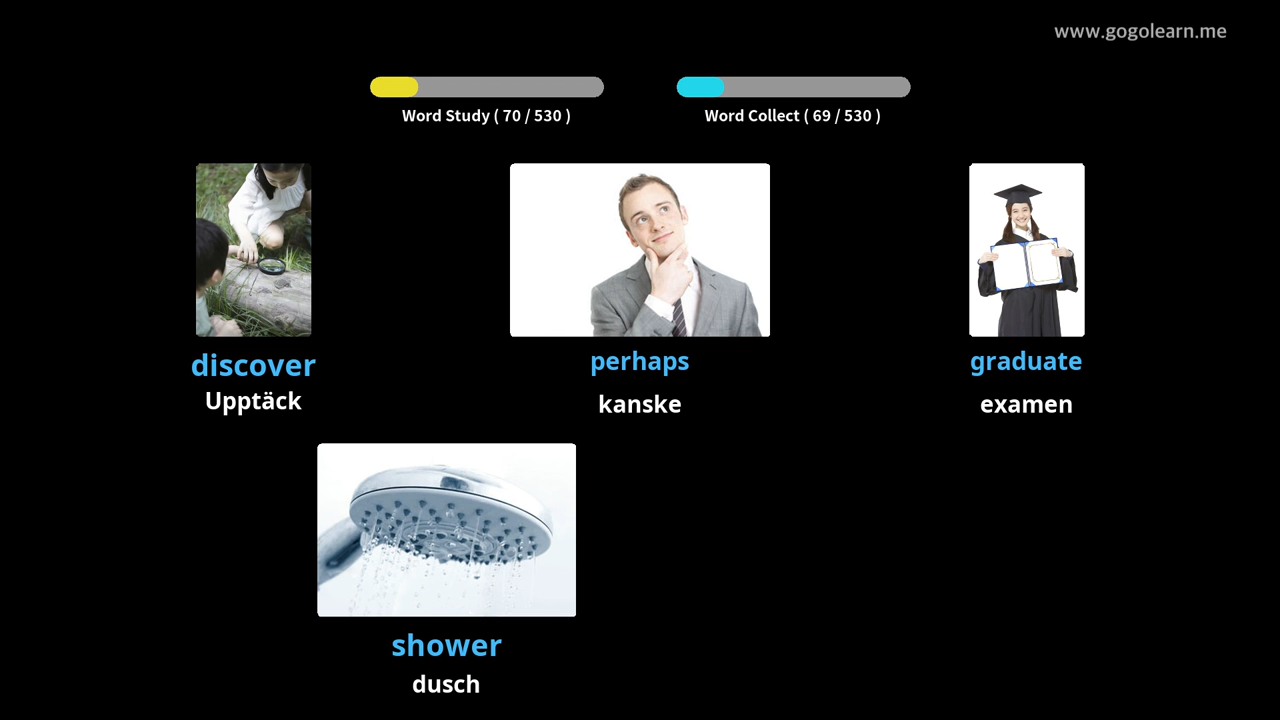 www.gogolearn.me
Word Study ( 70 / 530 )
Word Collect ( 69 / 530 )
discover
Upptäck
perhaps
kanske
graduate
examen
shower
dusch